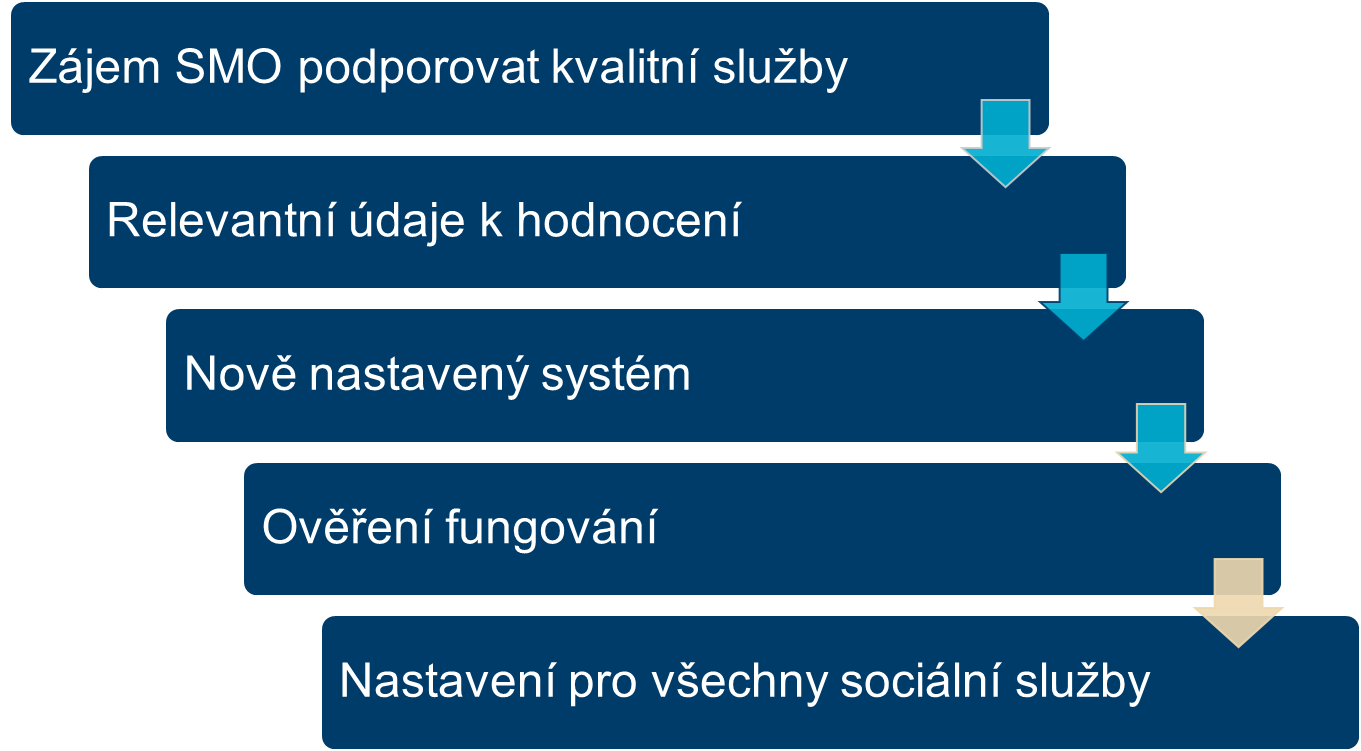 Zájem SMO podporovat kvalitní služby
Relevantní údaje k hodnocení
Nově nastavený systém
Ověření fungování
Nastavení pro všechny sociální služby